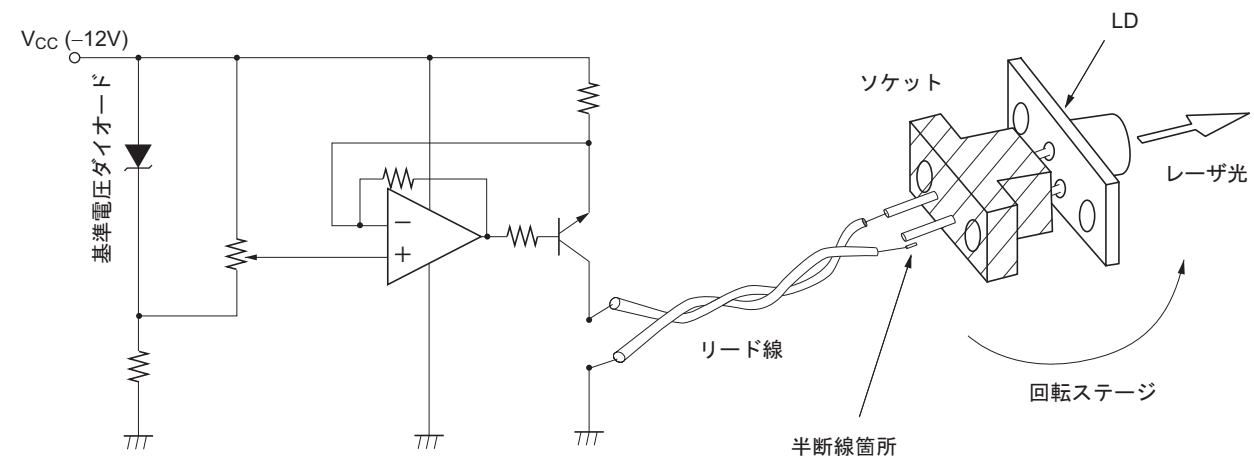 LD
V_CC (−12V)
ソケット
基準電圧ダイオード
レーザ光
−
+
リード線
回転ステージ
半断線箇所